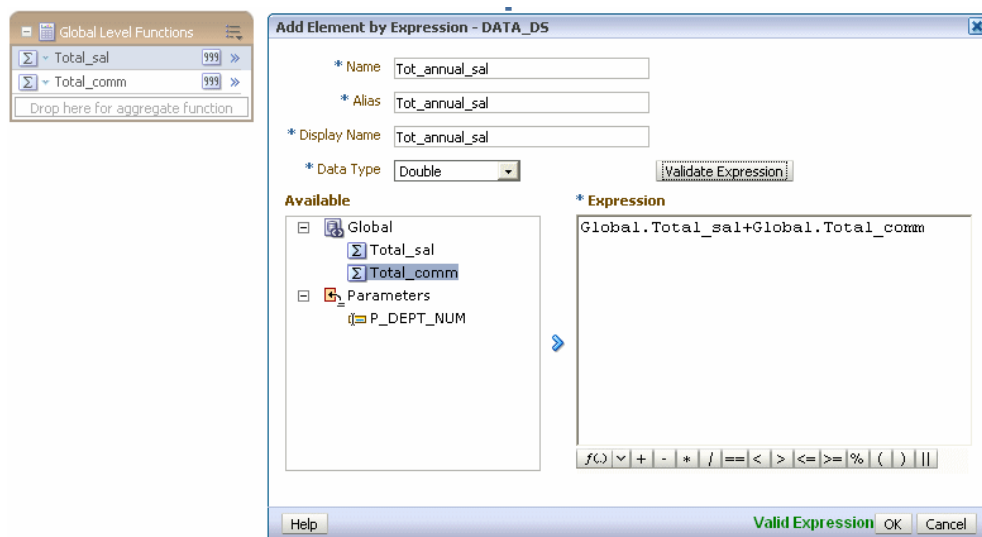 Global Level Functions
Total_sal 999
Total_comm 999
Drop here for aggregate function
Add Element by Expression - DATA_DS
* Name Tot_annual_sal
* Alias Tot_annual_sal
* Display Name Tot_annual_sal
* Data Type Double Validate Expression
Available * Expression
Global Global.Total_sal+Global.Total_comm
Total_sal
Total_comm
Parameters
P_DEPT_NUM
f() + - * / == < > <= >= % ( ) ||
Help Valid Expression OK Cancel